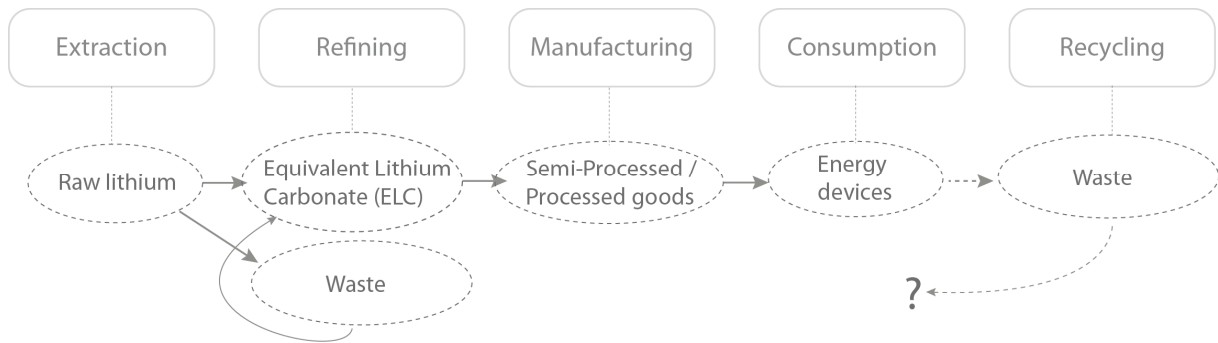 Extraction
Refining
Manufacturing
Consumption
Recycling
Raw lithium
Equivalent Lithium
Carbonate (ELC)
Semi-Processed /
Processed goods
Energy
devices
Waste
Waste
?